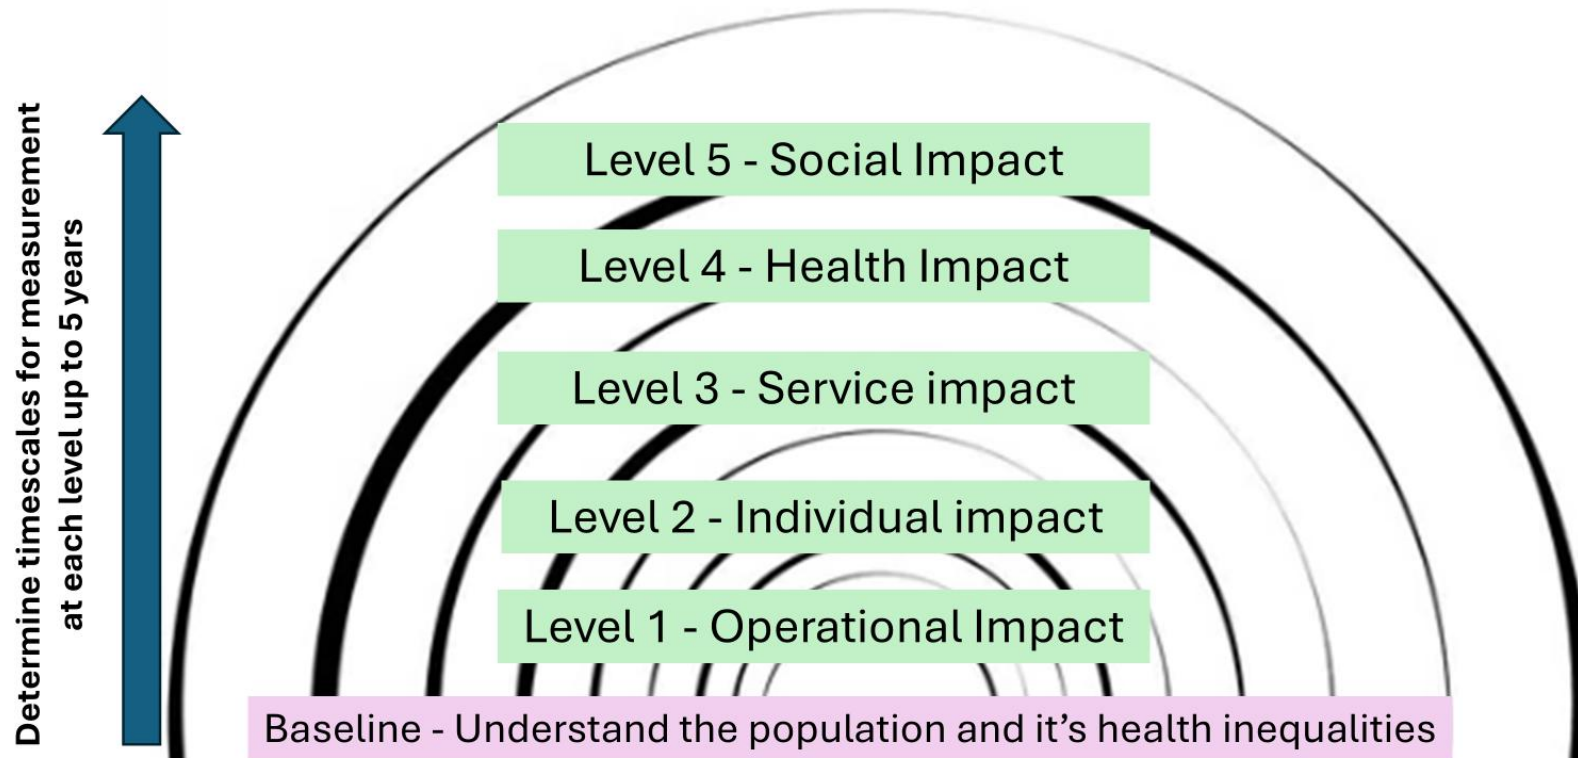 Determine timescales for measurement
at each level up to 5 years
Level 5 - Social Impact
Level 4 - Health Impact
Level 3 - Service impact
Level 2 - Individual impact
Level 1 - Operational Impact
Baseline - Understand the population and it’s health inequalities